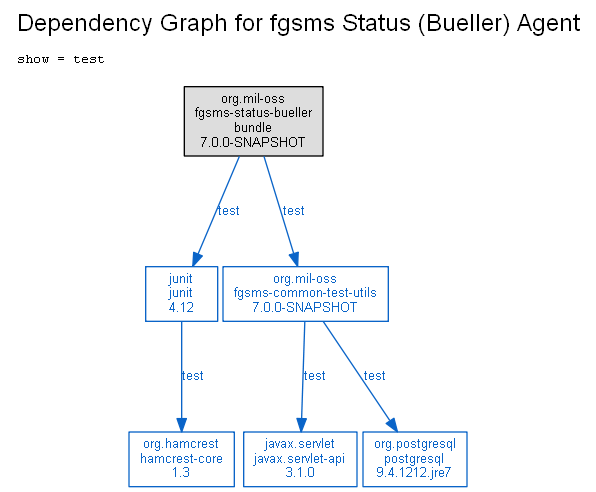 Dependency Graph for fgsms Status (Bueller) Agent
show = test
org.mil-oss
fgsms-status-bueller
bundle
7.0.0-SNAPSHOT
test
test
junit
junit
4.12
org.mil-oss
fgsms-common-test-utils
7.0.0-SNAPSHOT
test
test
test
org.hamcrest
hamcrest-core
1.3
javax.servlet
javax.servlet-api
3.1.0
org.postgresql
postgresql
9.4.1212.jre7